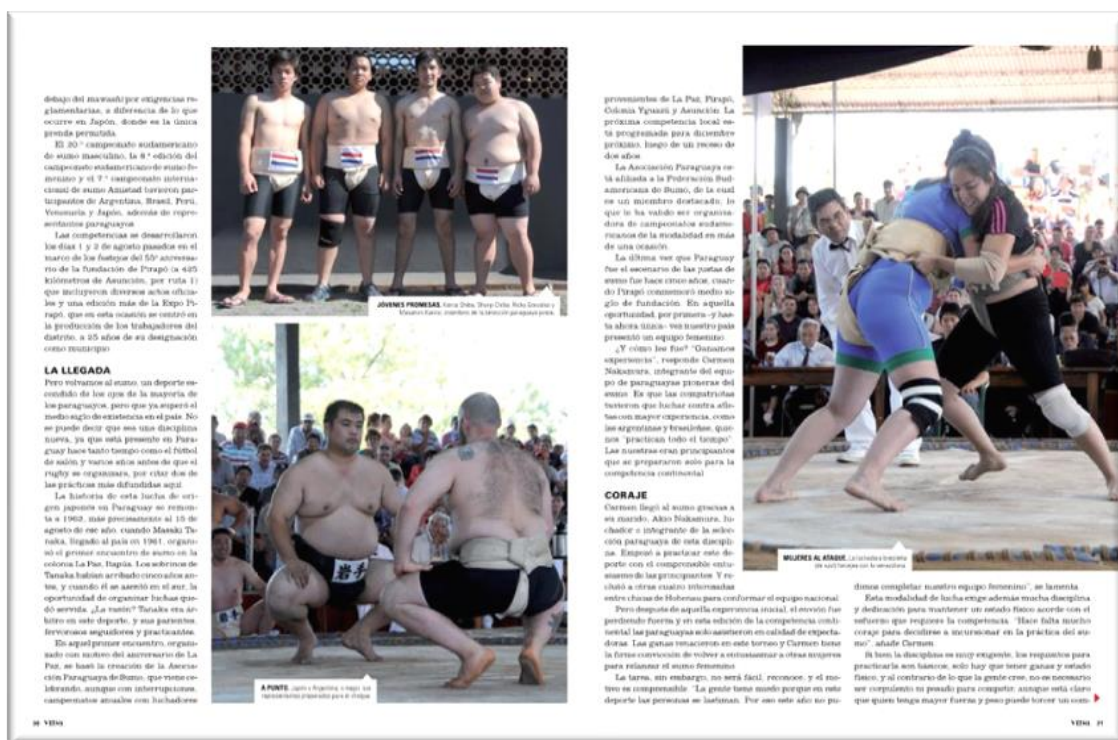 debajo del mawashi por exigencias re-
glamentarias, a diferencia de lo que
ocurre en Japón, donde es la única
prenda permitida.
El 20.º campeonato sudamericano
de sumo masculino, la 8.ª edición del
campeonato sudamericano de sumo fe-
menino y el 7.º campeonato interna-
cional de sumo Amistad tuvieron par-
ticipantes de Argentina, Brasil, Perú,
Venezuela y Japón, además de repre-
sentantes paraguayos.
Las competencias se desarrollaron
los días 1 y 2 de agosto pasados en el
marco de los festejos del 55º aniversa-
rio de la fundación de Pirapó (a 425
kilómetros de Asunción, por ruta 1)
que incluyeron diversos actos oficia-
les y una edición más de la Expo Pi-
rapó, que en esta ocasión se centró en
la producción de los trabajadores del
distrito, a 25 años de su designación
como municipio.
LA LLEGADA
Pero volvamos al sumo, un deporte es-
condido de los ojos de la mayoría de
los paraguayos, pero que ya superó el
medio siglo de existencia en el país. No
se puede decir que sea una disciplina
nueva, ya que está presente en Para-
guay hace tanto tiempo como el fútbol
de salón y varios años antes de que el
rugby se organizara, por citar dos de
las prácticas más difundidas aquí.
La historia de esta lucha de ori-
gen japonés en Paraguay se remon-
ta a 1962, más precisamente al 15 de
agosto de ese año, cuando Masaki Ta-
naka, llegado al país en 1961, organi-
zó el primer encuentro de sumo en la
colonia La Paz, Itapúa. Los sobrinos de
Tanaka habían arribado cinco años an-
tes, y cuando él se asentó en el sur, la
oportunidad de organizar luchas que-
dó servida. ¿La razón? Tanaka era ár-
bitro en este deporte, y sus parientes,
fervorosos seguidores y practicantes.
En aquel primer encuentro, organi-
zado con motivo del aniversario de La
Paz, se basó la creación de la Asocia-
ción Paraguaya de Sumo, que viene ce-
lebrando, aunque con interrupciones,
campeonatos anuales con luchadores
JÓVENES PROMESAS.
岩手
A PUNTO.
provenientes de La Paz, Pirapó,
Colonia Yguazú y Asunción. La
próxima competencia local es-
tá programada para diciembre
próximo, luego de un receso de
dos años.
La Asociación Paraguaya es-
tá afiliada a la Federación Sud-
americana de Sumo, de la cual
es un miembro destacado, lo
que le ha valido ser organiza-
dora de campeonatos sudame-
ricanos de la modalidad en más
de una ocasión.
La última vez que Paraguay
fue el escenario de las justas de
sumo fue hace cinco años, cuan-
do Pirapó conmemoró medio si-
glo de fundación. En aquella
oportunidad, por primera -y has-
ta ahora única- vez nuestro país
presentó un equipo femenino.
¿Y cómo les fue? "Ganamos
experiencia", responde Carmen
Nakamura, integrante del equi-
po de paraguayas pioneras del
sumo. Es que las compatriotas
tuvieron que luchar contra atle-
tas con mayor experiencia, como
las argentinas y brasileñas, quie-
nes "practican todo el tiempo".
Las nuestras eran principiantes
que se prepararon solo para la
competencia continental.
CORAJE
Carmen llegó al sumo gracias a
su marido, Akio Nakamura, lu-
chador e integrante de la selec-
ción paraguaya de esta discipli-
na. Empezó a practicar este de-
porte con el comprensible entu-
siasmo de las principiantes. Y re-
clutó a otras cuatro interesadas
entre chicas de Hohenau para conformar el equipo nacional.
Pero después de aquella experiencia inicial, el envión fue
perdiendo fuerza y en esta edición de la competencia conti-
nental las paraguayas solo asistieron en calidad de especta-
doras. Las ganas renacieron en este torneo y Carmen tiene
la firme convicción de volver a entusiasmar a otras mujeres
para relanzar el sumo femenino.
La tarea, sin embargo, no será fácil, reconoce, y el mo-
tivo es comprensible. "La gente tiene miedo porque en este
deporte las personas se lastiman. Por eso este año no pu-
MUJERES AL ATAQUE.
dimos completar nuestro equipo femenino", se lamenta.
Esta modalidad de lucha exige además mucha disciplina
y dedicación para mantener un estado físico acorde con el
esfuerzo que requiere la competencia. "Hace falta mucho
coraje para decidirse a incursionar en la práctica del su-
mo", añade Carmen.
Si bien la disciplina es muy exigente, los requisitos para
practicarla son básicos; solo hay que tener ganas y estado
físico, y al contrario de lo que la gente cree, no es necesario
ser corpulento ni pesado para competir, aunque está claro
que quien tenga mayor fuerza y peso puede torcer un com-